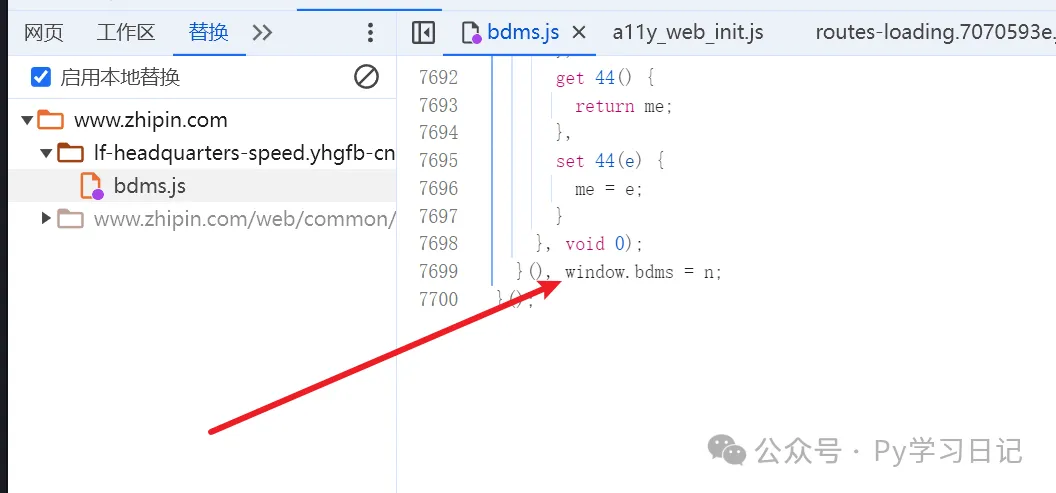 网页 工作区 替换
bdms.js × a11y_web_init.js routes-loading.7070593e.j
启用本地替换
www.zhipin.com
lf-headquarters-speed.yhgfb-cn
bdms.js
www.zhipin.com/web/common/
7692 get 44() {
7693 return me;
7694 },
7695 set 44(e) {
7696 me = e;
7697 }
7698 }, void 0);
7699 }(), window.bdms = n;
7700 }();
公众号 · Py学习日记